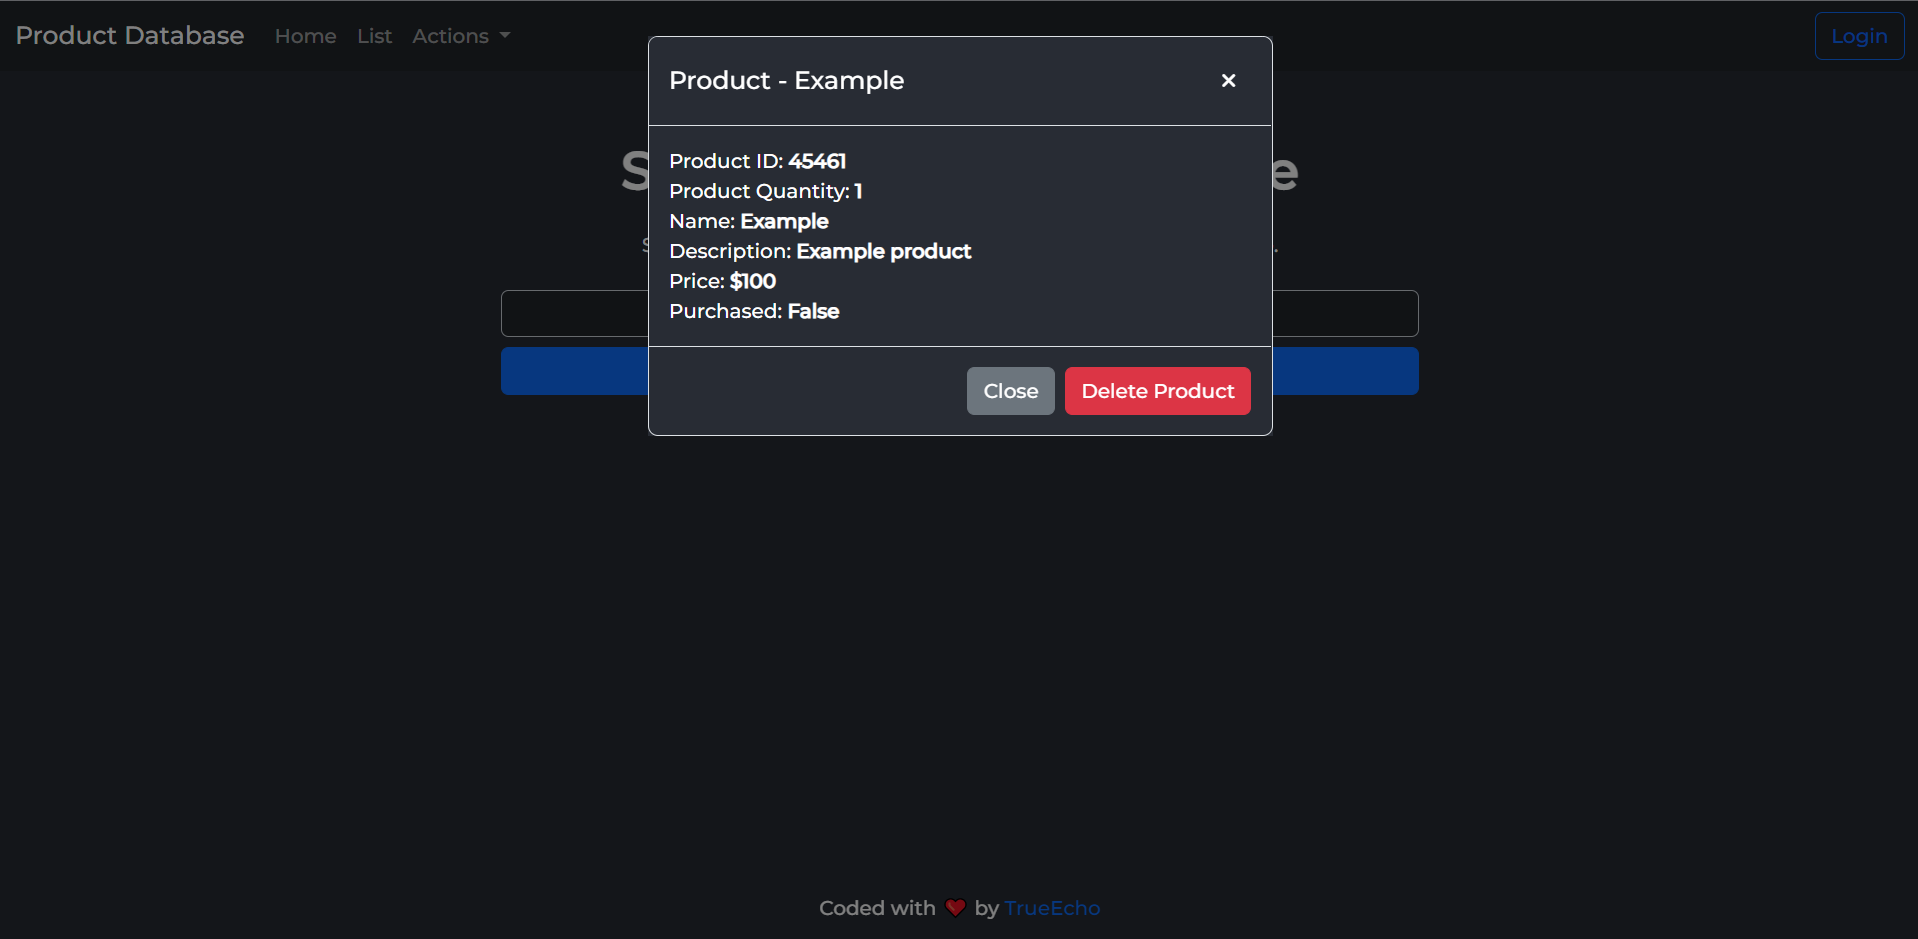 Product Database Home List Actions Login
Product - Example
Product ID: 45461
Product Quantity: 1
Name: Example
Description: Example product
Price: $100
Purchased: False
Close Delete Product
Coded with ❤ by TrueEcho